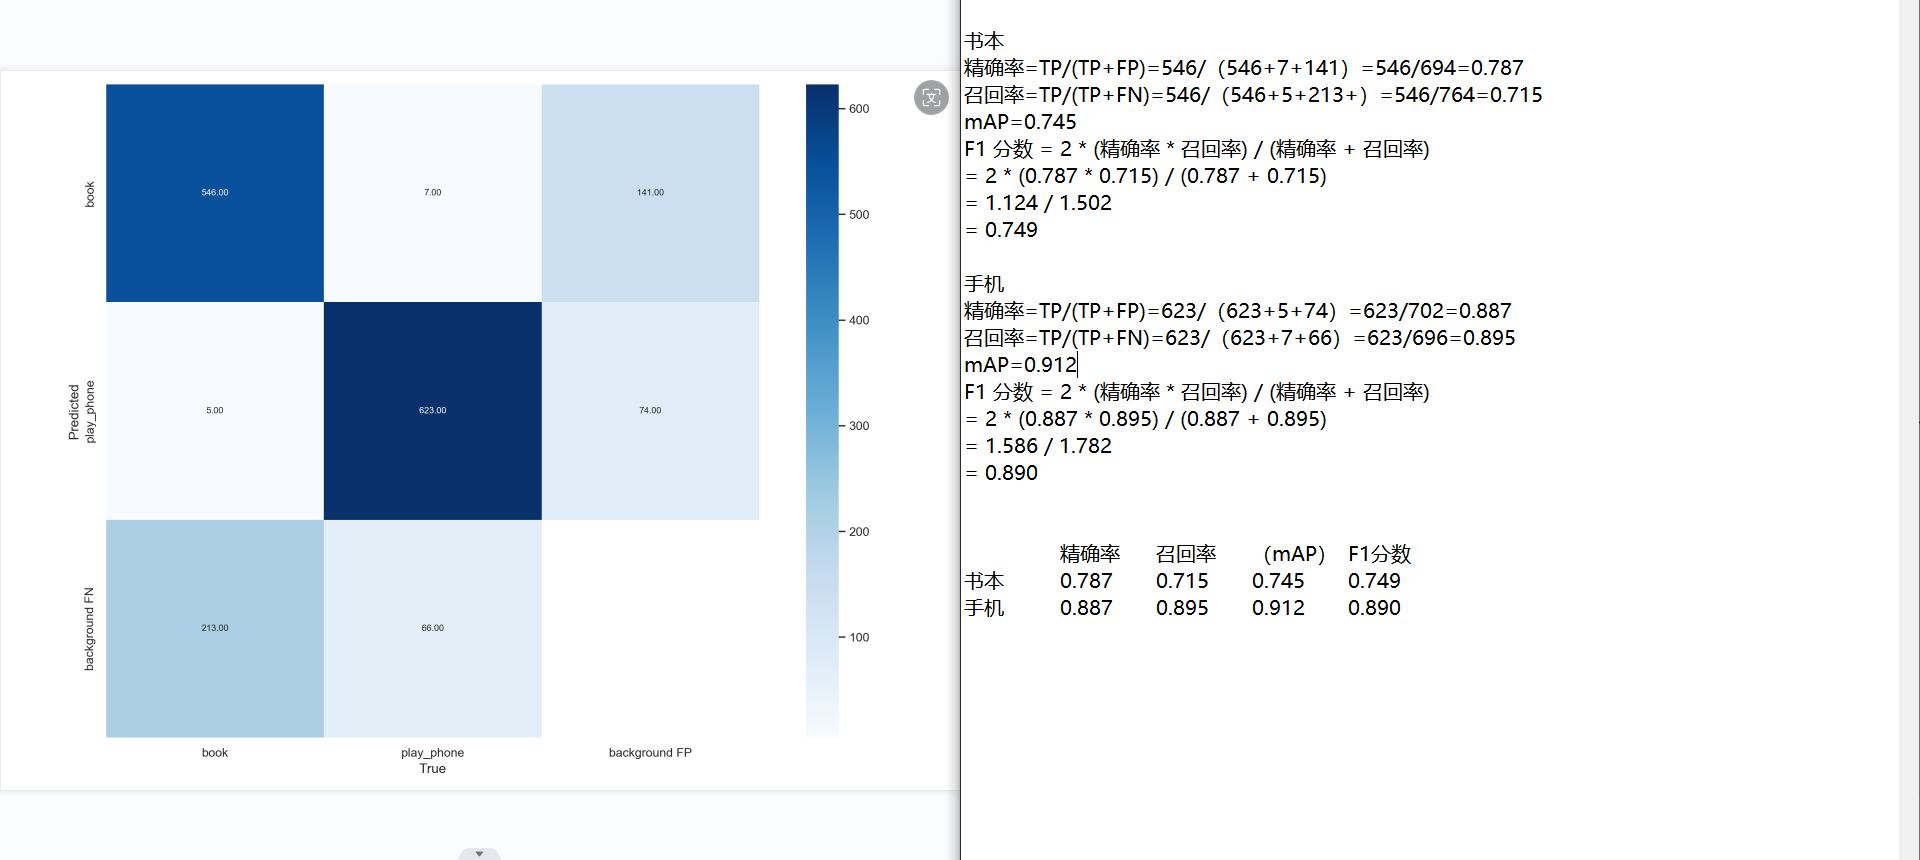 book
546.00
7.00
141.00
Predicted
play_phone
5.00
623.00
74.00
background FN
213.00
66.00
book
play_phone
background FP
True
600
500
400
300
200
100
书本
精确率=TP/(TP+FP)=546/（546+7+141）=546/694=0.787
召回率=TP/(TP+FN)=546/（546+5+213+）=546/764=0.715
mAP=0.745
F1 分数 = 2 * (精确率 * 召回率) / (精确率 + 召回率)
= 2 * (0.787 * 0.715) / (0.787 + 0.715)
= 1.124 / 1.502
= 0.749
手机
精确率=TP/(TP+FP)=623/（623+5+74）=623/702=0.887
召回率=TP/(TP+FN)=623/（623+7+66）=623/696=0.895
mAP=0.912
F1 分数 = 2 * (精确率 * 召回率) / (精确率 + 召回率)
= 2 * (0.887 * 0.895) / (0.887 + 0.895)
= 1.586 / 1.782
= 0.890
精确率 召回率 （mAP） F1分数
书本 0.787 0.715 0.745 0.749
手机 0.887 0.895 0.912 0.890